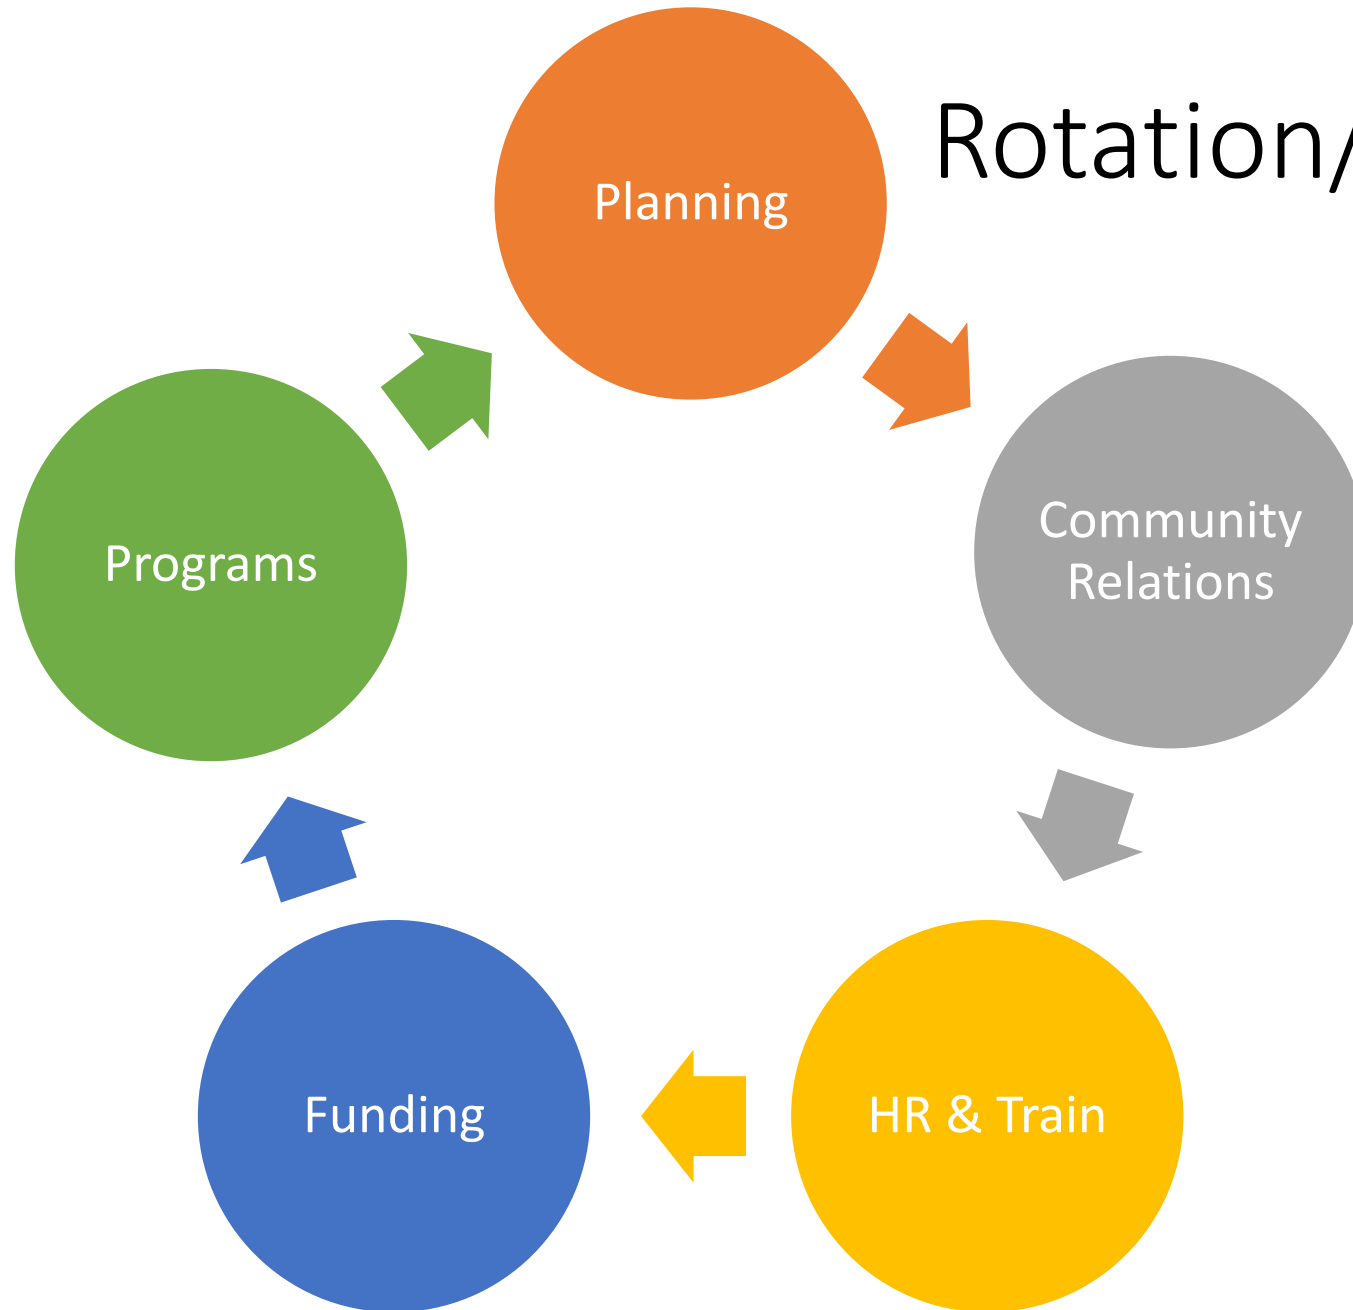 Rotation/
Planning
Community
Relations
HR & Train
Funding
Programs